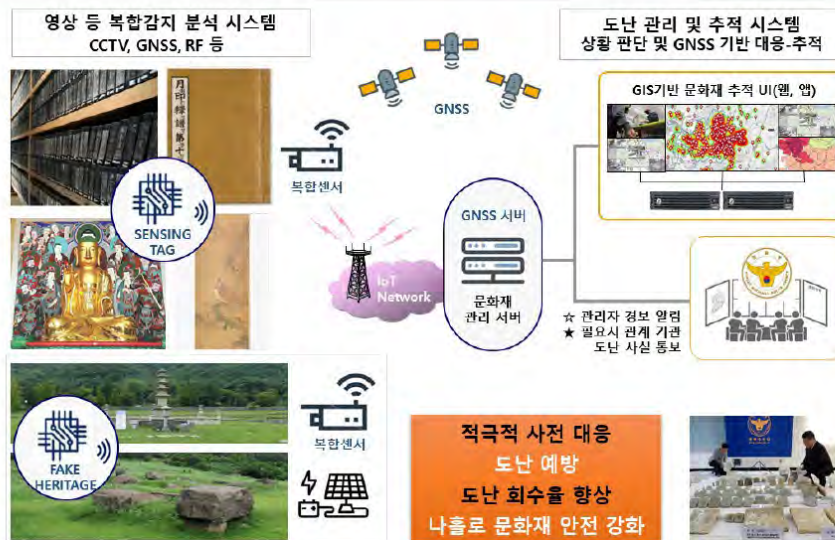 영상 등 복합감지 분석 시스템
CCTV, GNSS, RF 등
GNSS
도난 관리 및 추적 시스템
상황 판단 및 GNSS 기반 대응-추적
GIS기반 문화재 추적 UI(웹, 앱)
月印釋譜第七
복합센서
SENSING
TAG
GNSS 서버
문화재
관리 서버
IoT
Network
☆ 관리자 경보 알림
★ 필요시 관계 기관
도난 사실 통보
FAKE
HERITAGE
복합센서
적극적 사전 대응
도난 예방
도난 회수율 향상
나홀로 문화재 안전 강화